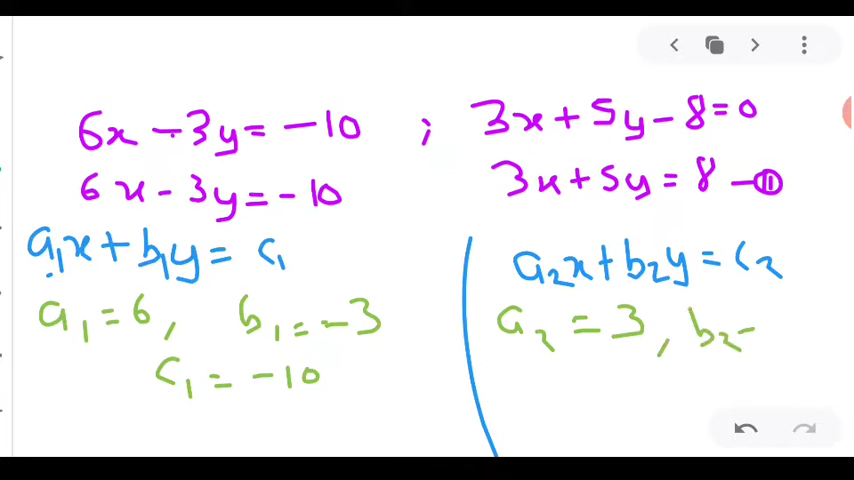 6x - 3y = -10 ; 3x + 5y - 8 = 0
6x - 3y = -10 3x + 5y = 8 — ⑪
a₁x + b₁y = c₁ a₂x + b₂y = c₂
a₁ = 6, b₁ = -3 a₂ = 3, b₂ -
c₁ = -10